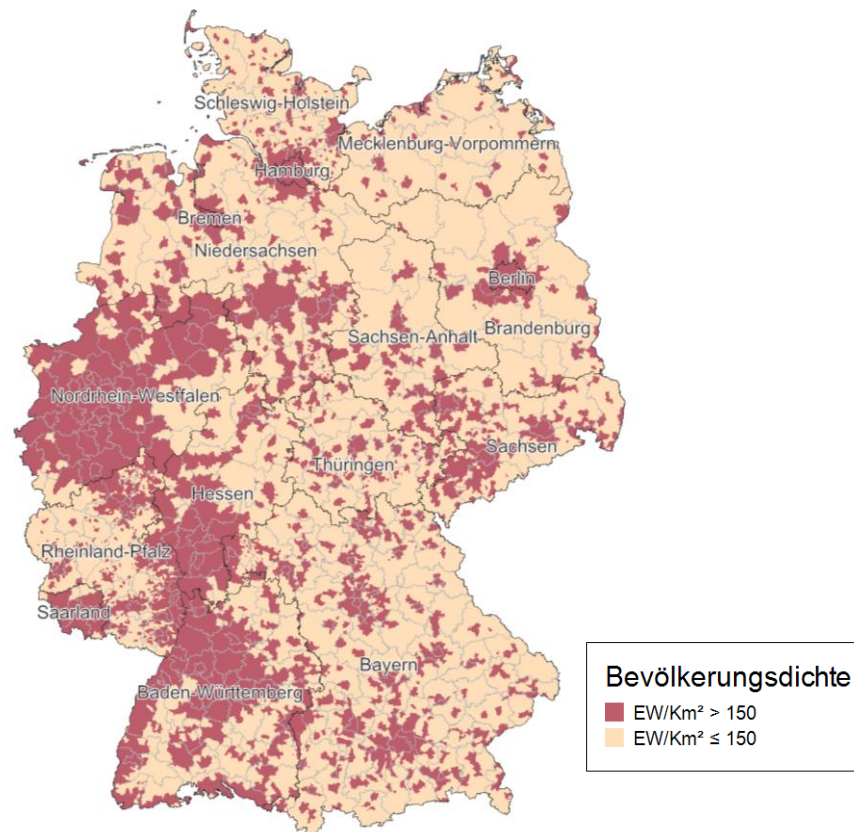 Schleswig-Holstein
Mecklenburg-Vorpommern
Hamburg
Bremen
Niedersachsen
Berlin
Brandenburg
Sachsen-Anhalt
Nordrhein-Westfalen
Sachsen
Thüringen
Hessen
Rheinland-Pfalz
Saarland
Bayern
Baden-Württemberg
Bevölkerungsdichte
EW/Km² > 150
EW/Km² ≤ 150